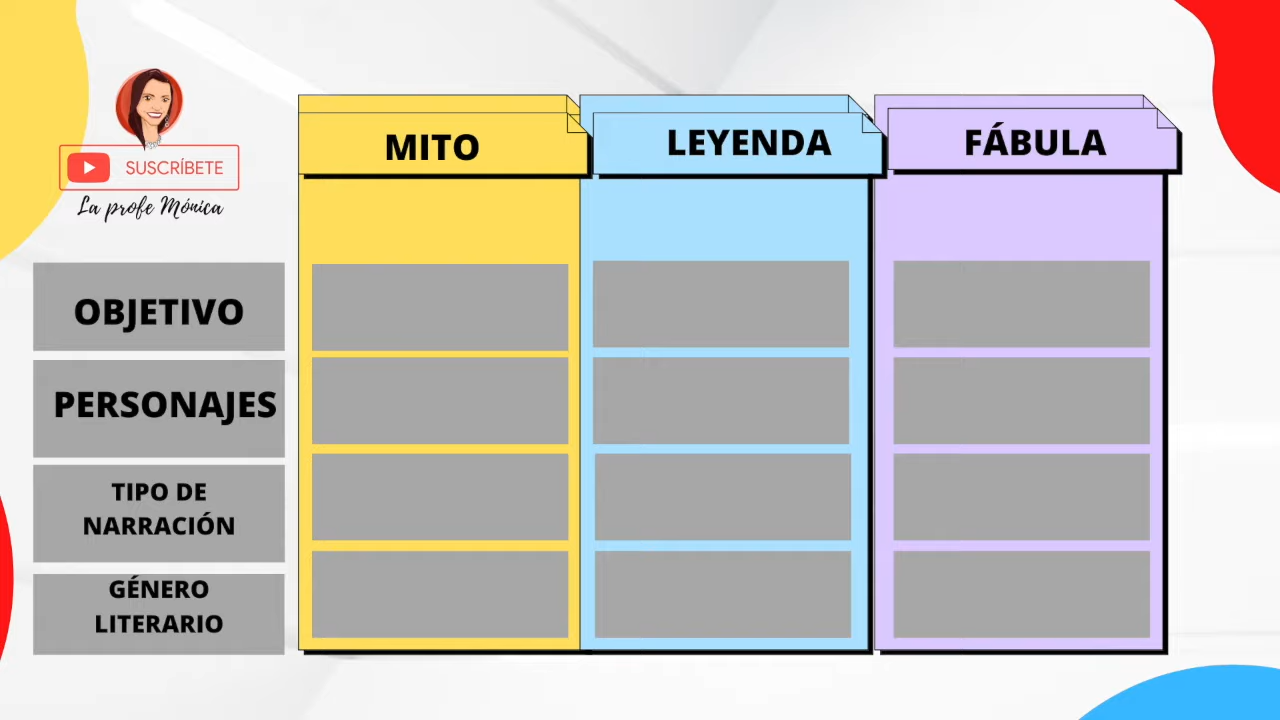 MITO
LEYENDA
FÁBULA
SUSCRÍBETE
La profe Mónica
OBJETIVO
PERSONAJES
TIPO DE
NARRACIÓN
GÉNERO
LITERARIO